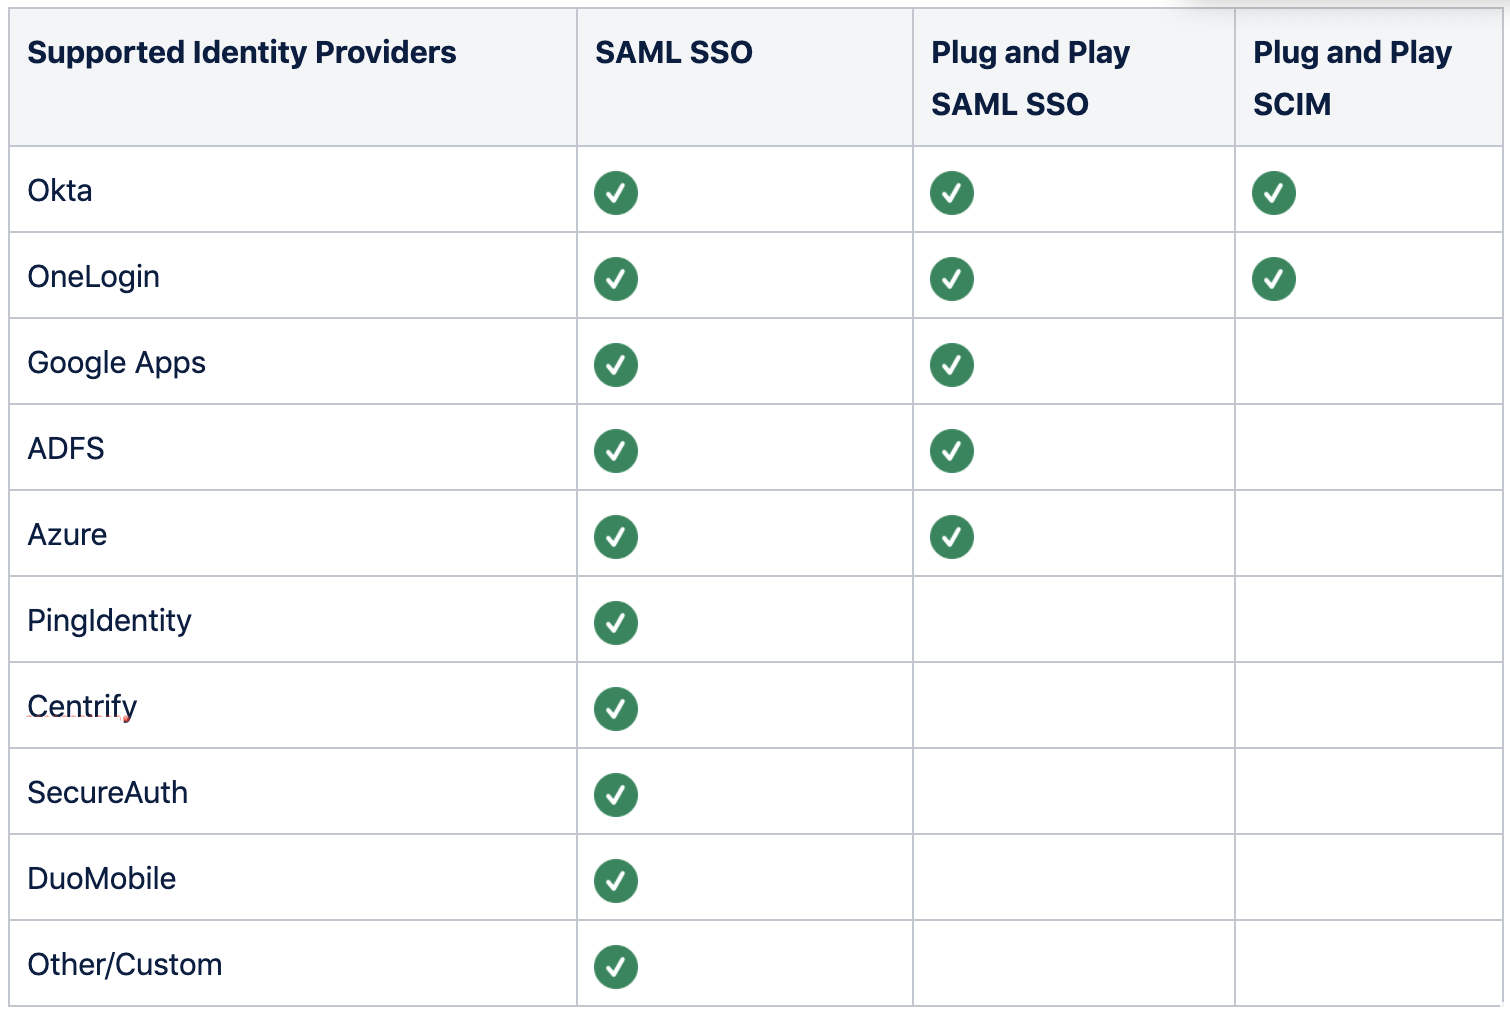 Supported Identity Providers
SAML SSO
Plug and Play
SAML SSO
Plug and Play
SCIM
Okta
OneLogin
Google Apps
ADFS
Azure
PingIdentity
Centrify
SecureAuth
DuoMobile
Other/Custom